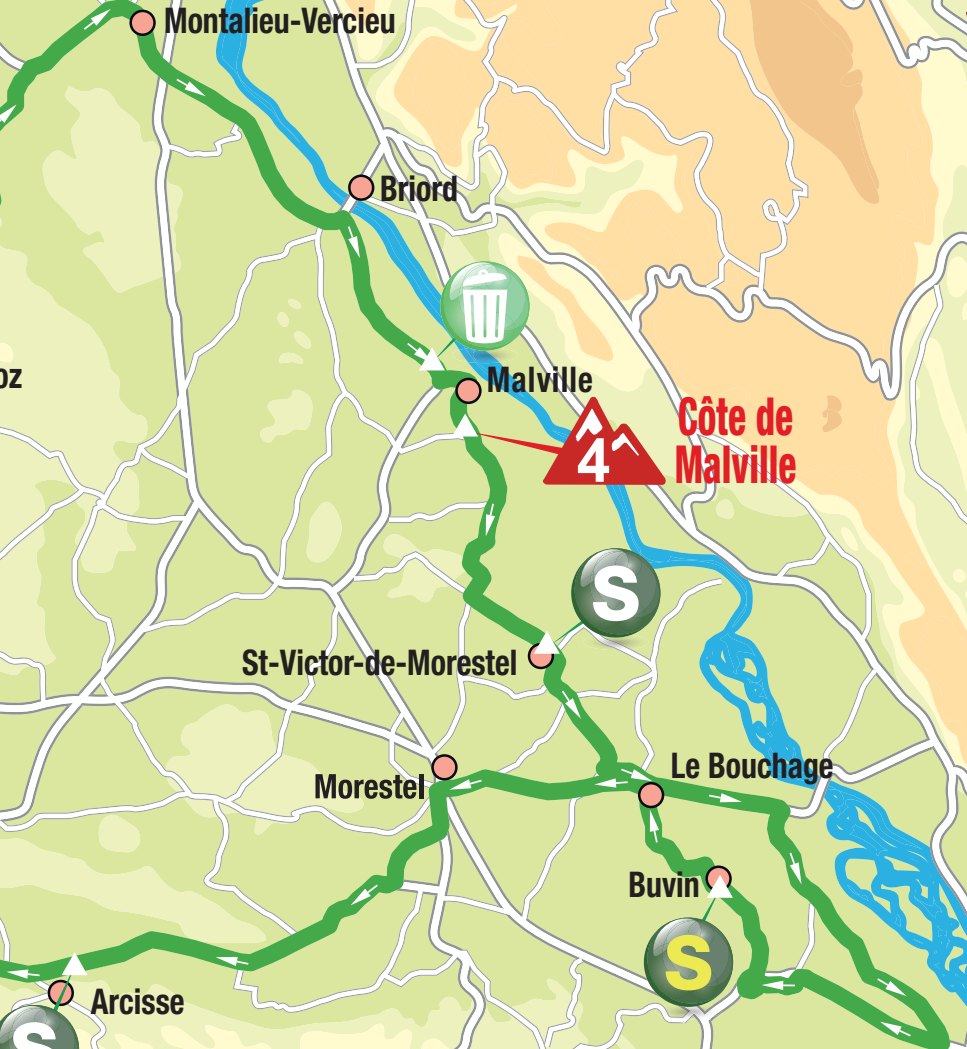 Montalieu-Vercieu
Briord
oz
Malville
Côte de
Malville
4
S
St-Victor-de-Morestel
Le Bouchage
Morestel
Buvin
S
Arcisse
S